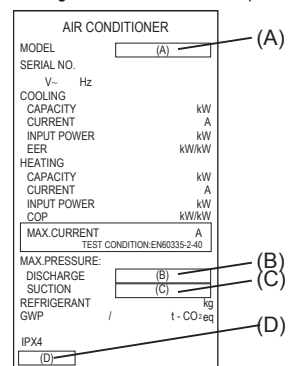 AIR CONDITIONER
MODEL (A) (A)
SERIAL NO.
V~ Hz
COOLING
CAPACITY kW
CURRENT A
INPUT POWER kW
EER kW/kW
HEATING
CAPACITY kW
CURRENT A
INPUT POWER kW
COP kW/kW
MAX.CURRENT A
TEST CONDITION:EN60335-2-40
MAX.PRESSURE:
DISCHARGE (B) (B)
SUCTION (C) (C)
REFRIGERANT kg
GWP / t - CO2eq
(D)
IPX4
(D)